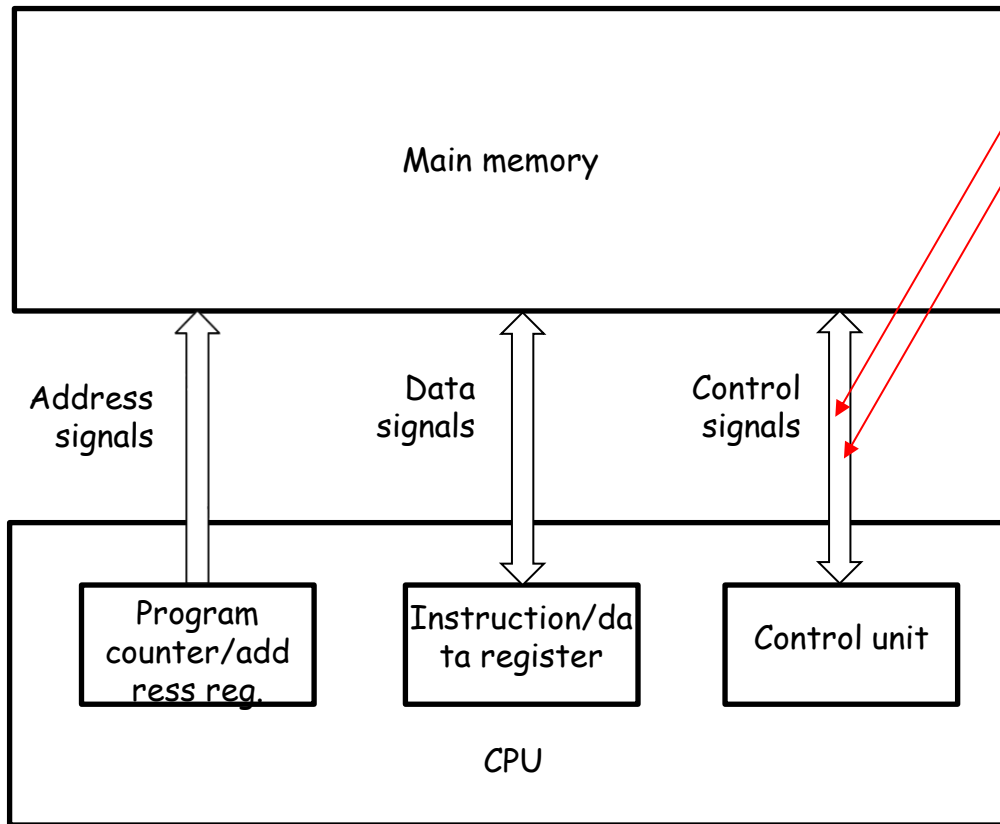 Main memory
Address
signals
Data
signals
Control
signals
Program
counter/add
ress reg.
Instruction/da
ta register
Control unit
CPU